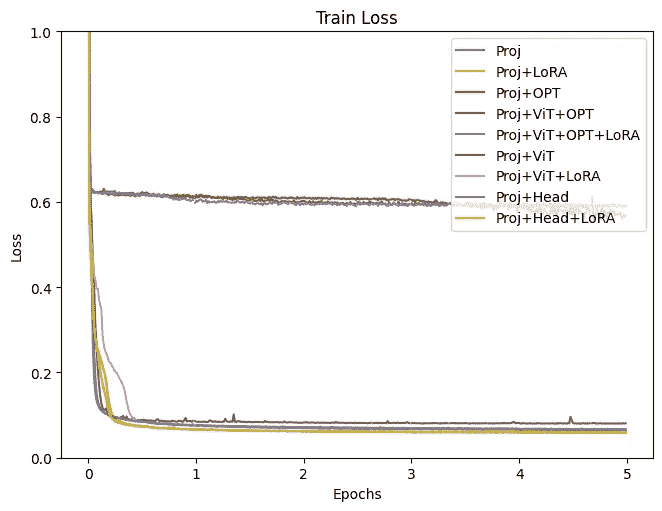 Train Loss
1.0
0.8
0.6
0.4
0.2
0.0
Loss
Proj
Proj+LoRA
Proj+OPT
Proj+ViT+OPT
Proj+ViT+OPT+LoRA
Proj+ViT
Proj+ViT+LoRA
Proj+Head
Proj+Head+LoRA
0 1 2 3 4 5
Epochs